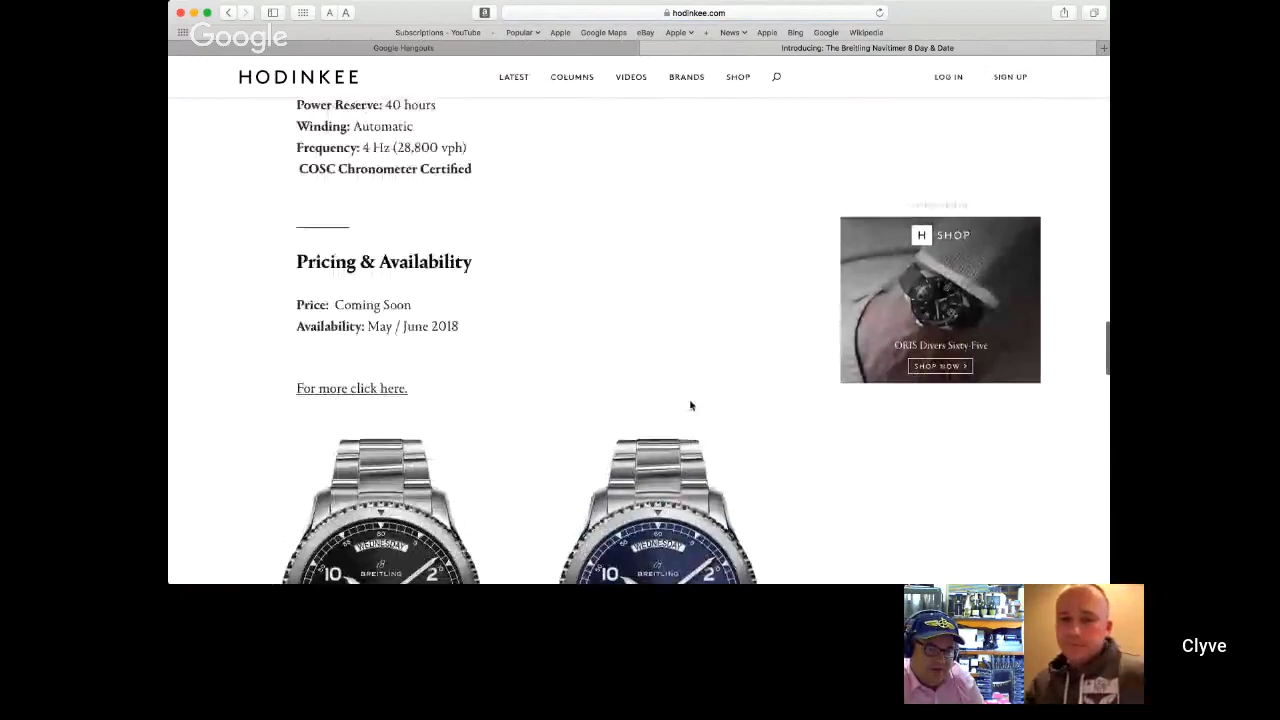 Google
hodinkee.com
A A
Subscriptions - YouTube Popular Apple Google Maps eBay Apple + News Apple Bing Google Wikipedia
Google Hangouts
Introducing: The Breitling Navitimer 8 Day & Date
HODINKEE
LATEST COLUMNS VIDEOS BRANDS SHOP
LOG IN SIGN UP
Power Reserve: 40 hours
Winding: Automatic
Frequency: 4 Hz (28,800 vph)
COSC Chronometer Certified
Pricing & Availability
Price: Coming Soon
Availability: May / June 2018
For more click here.
H SHOP
ORIS Divers Sixty-Five
SHOP NOW >
60
WEDNESDAY
BREITLING
10 2
60
WEDNESDAY
BREITLING
10 2
Clyve